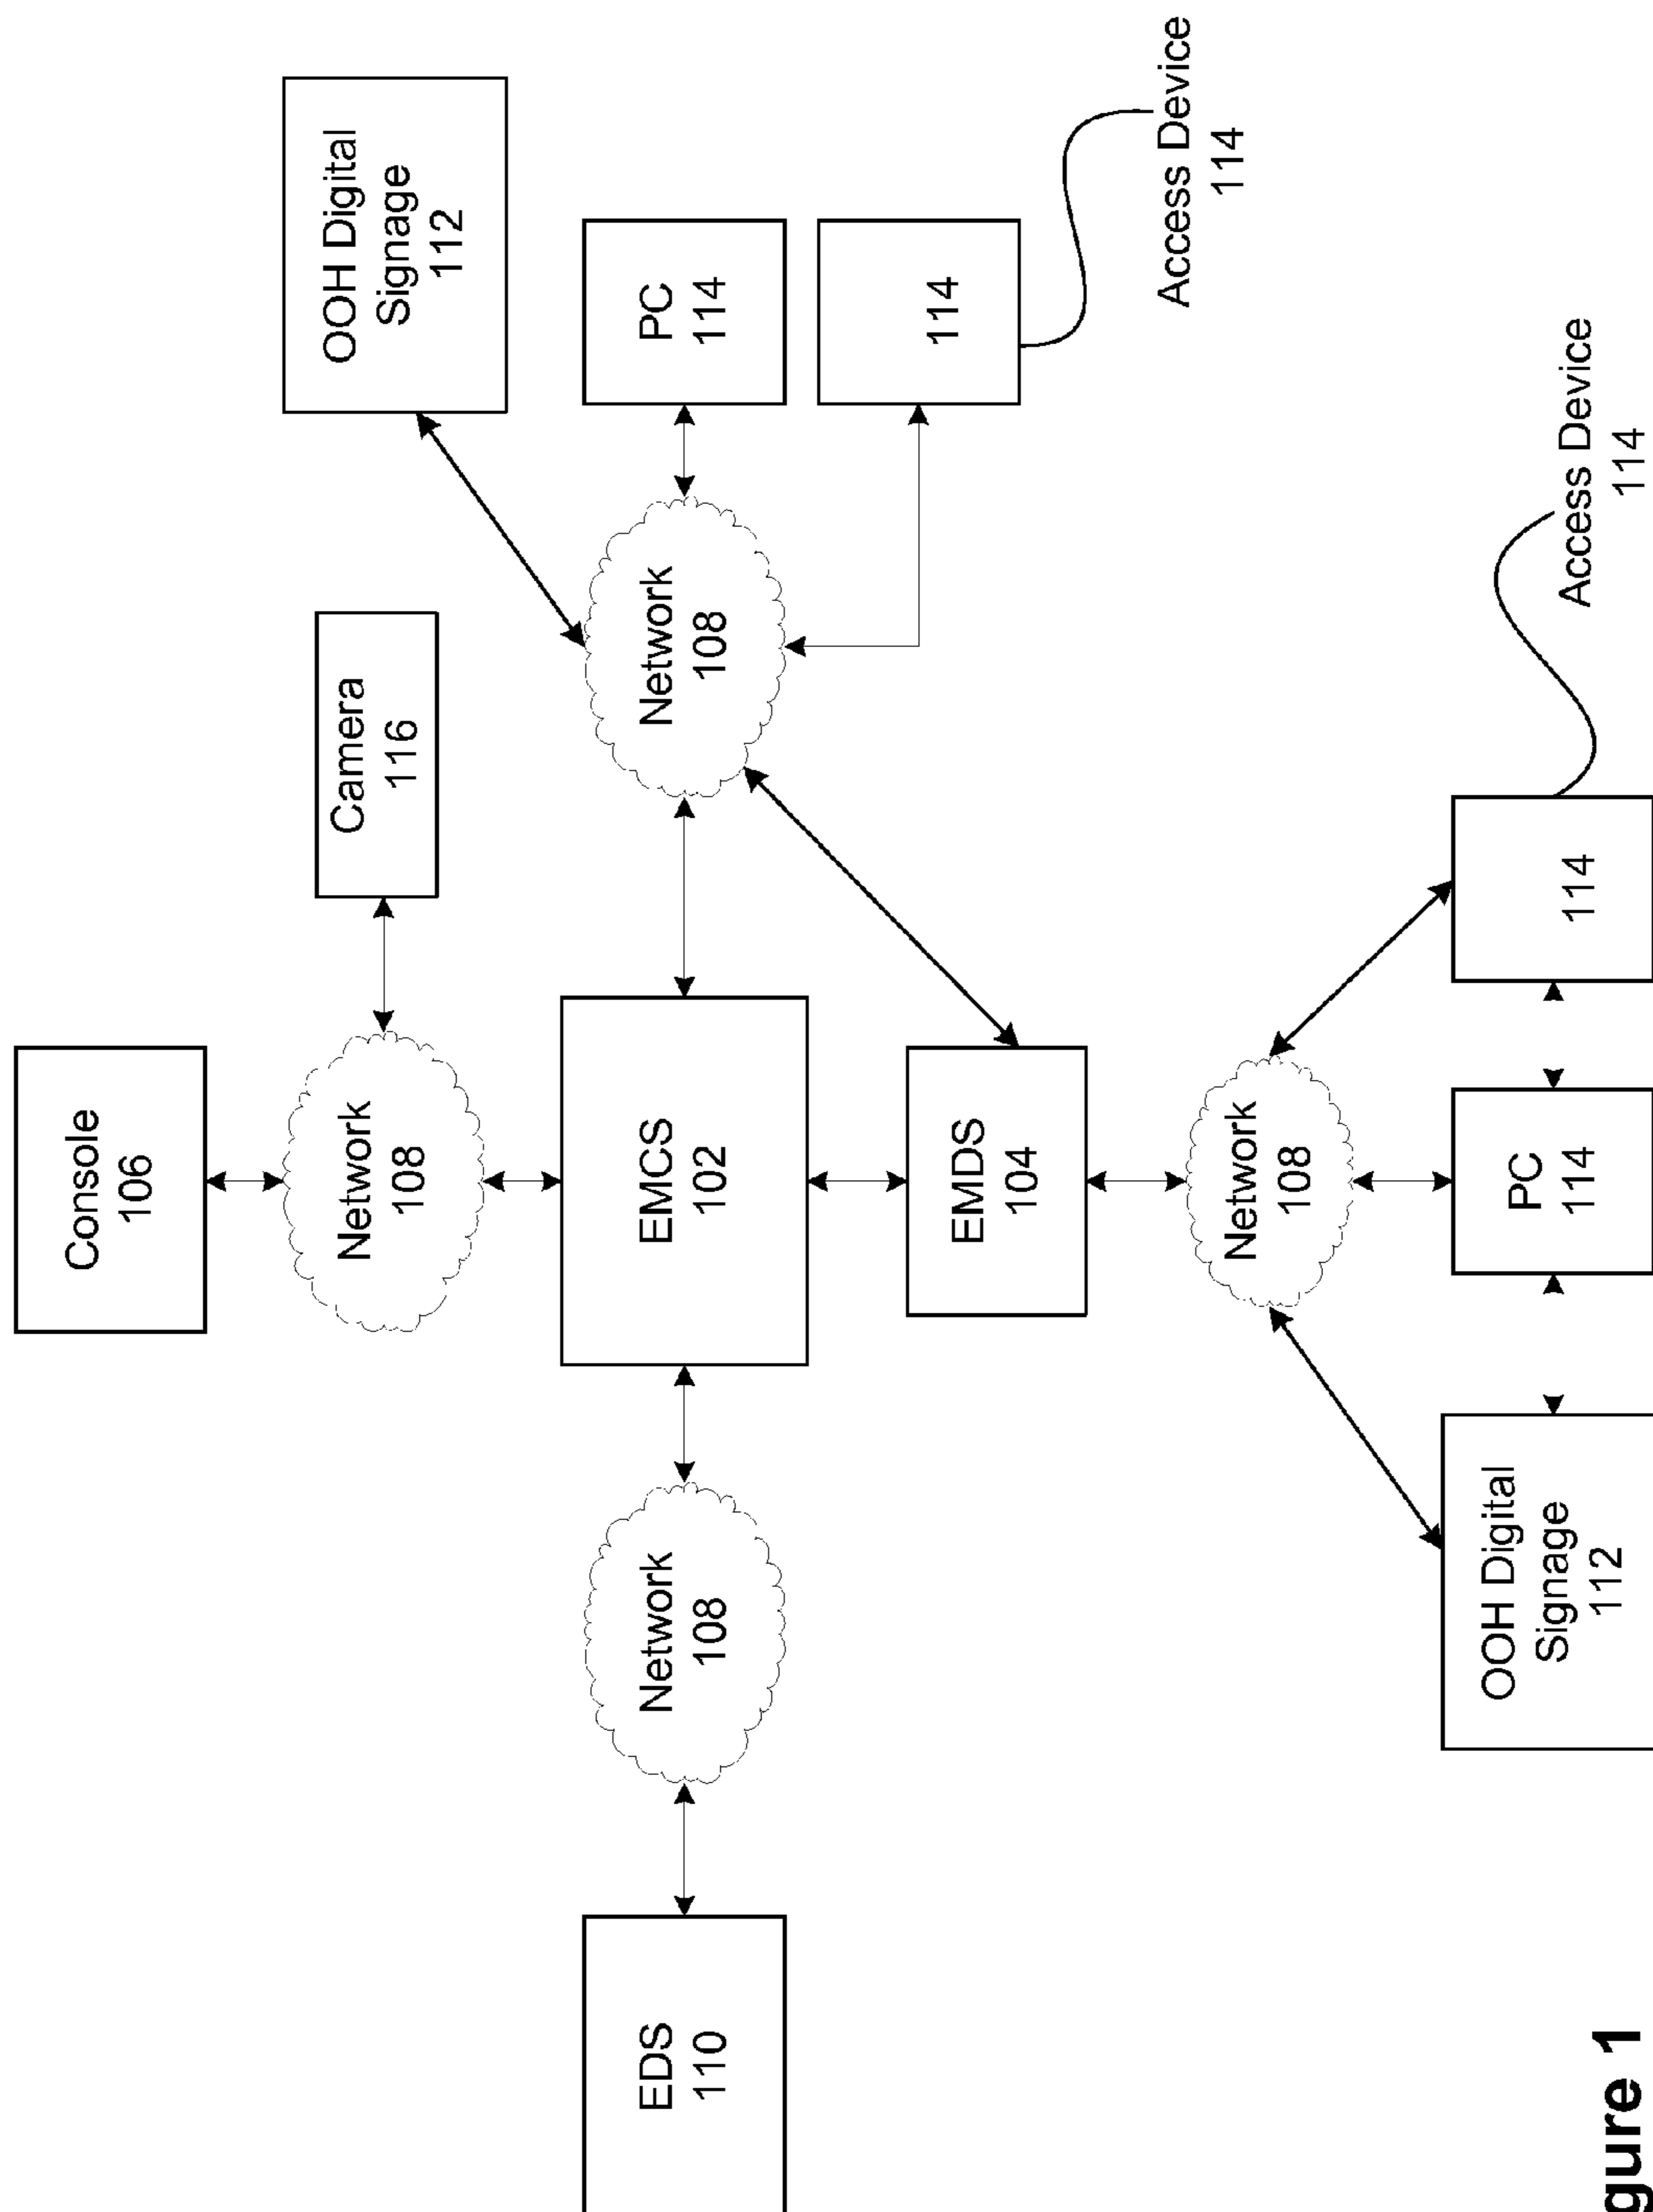 Console
106
Network
108
Camera
116
OOH Digital
Signage
112
EDS
110
Network
108
EMCS
102
Network
108
PC
114
EMDS
104
114
Access Device
114
Network
108
OOH Digital
Signage
112
PC
114
114
Access Device
114
gure 1